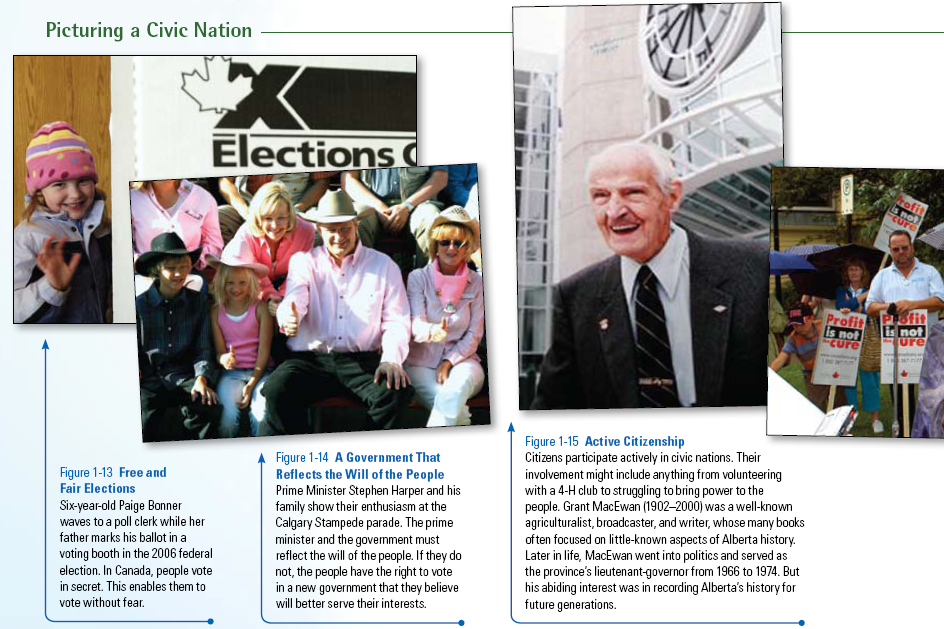 Picturing a Civic Nation
Elections
Profit
is not
the cure
Profit
is not
the cure
Profit
is not
the cure
Figure 1-13 Free and
Fair Elections
Six-year-old Paige Bonner
waves to a poll clerk while her
father marks his ballot in a
voting booth in the 2006 federal
election. In Canada, people vote
in secret. This enables them to
vote without fear.
Figure 1-14 A Government That
Reflects the Will of the People
Prime Minister Stephen Harper and his
family show their enthusiasm at the
Calgary Stampede parade. The prime
minister and the government must
reflect the will of the people. If they do
not, the people have the right to vote
in a new government that they believe
will better serve their interests.
Figure 1-15 Active Citizenship
Citizens participate actively in civic nations. Their
involvement might include anything from volunteering
with a 4-H club to struggling to bring power to the
people. Grant MacEwan (1902–2000) was a well-known
agriculturalist, broadcaster, and writer, whose many books
often focused on little-known aspects of Alberta history.
Later in life, MacEwan went into politics and served as
the province's lieutenant-governor from 1966 to 1974. But
his abiding interest was in recording Alberta's history for
future generations.